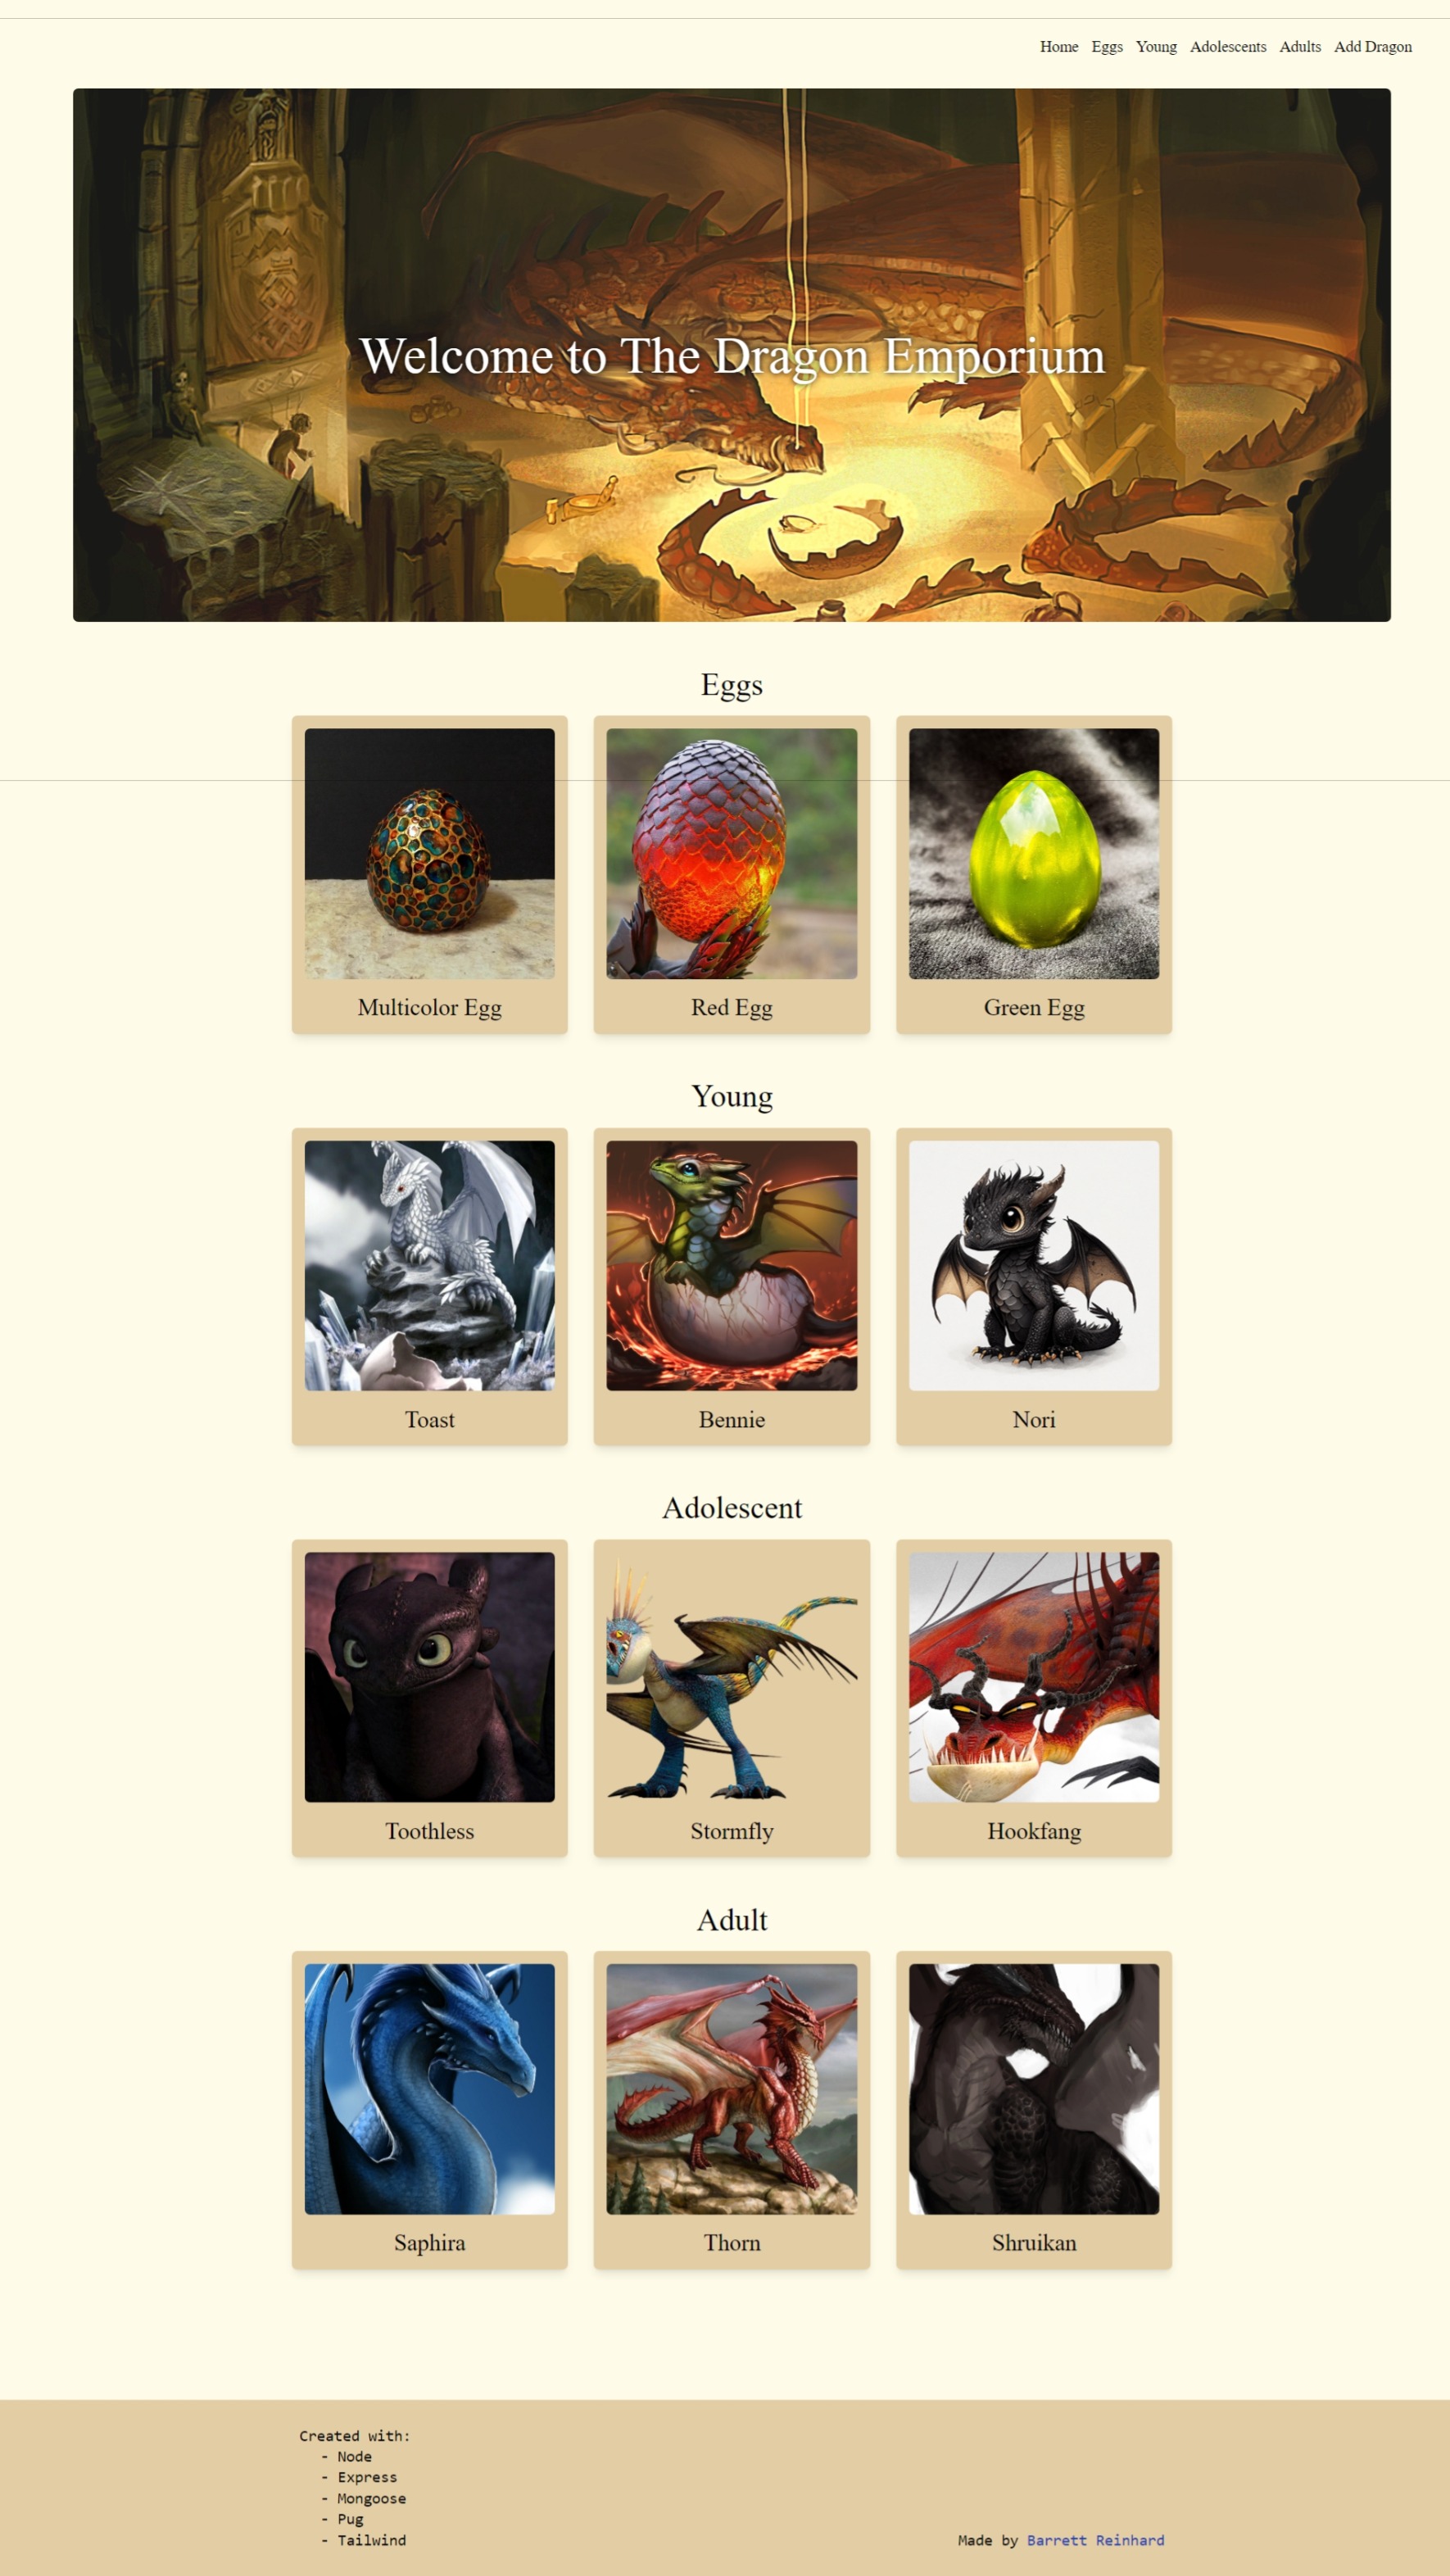 Home Eggs Young Adolescents Adults Add Dragon
Welcome to The Dragon Emporium
Eggs
Multicolor Egg
Red Egg
Green Egg
Young
Toast
Bennie
Nori
Adolescent
Toothless
Stormfly
Hookfang
Adult
Saphira
Thorn
Shruikan
Created with:
- Node
- Express
- Mongoose
- Pug
- Tailwind
Made by Barrett Reinhard